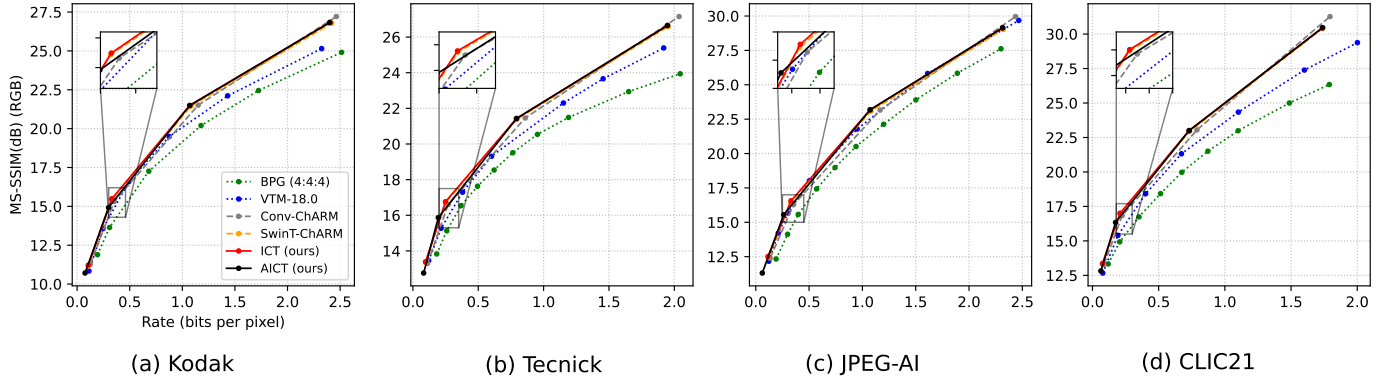 MS-SSIM(dB) (RGB)
27.5
25.0
22.5
20.0
17.5
15.0
12.5
10.0
BPG (4:4:4)
VTM-18.0
Conv-ChARM
SwinT-ChARM
ICT (ours)
AICT (ours)
0.0 0.5 1.0 1.5 2.0 2.5
Rate (bits per pixel)
(a) Kodak
26
24
22
20
18
16
14
0.0 0.5 1.0 1.5 2.0
(b) Tecnick
30.0
27.5
25.0
22.5
20.0
17.5
15.0
12.5
0.0 0.5 1.0 1.5 2.0 2.5
(c) JPEG-AI
30.0
27.5
25.0
22.5
20.0
17.5
15.0
12.5
0.0 0.5 1.0 1.5 2.0
(d) CLIC21